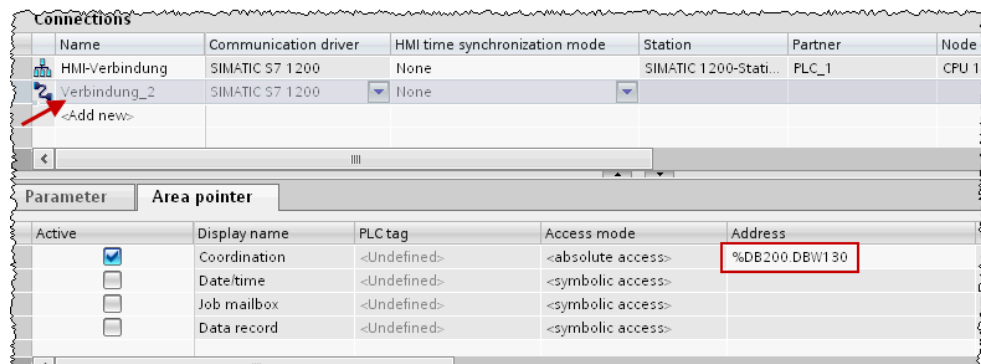 Connections
Name Communication driver HMI time synchronization mode Station Partner Node
HMI-Verbindung SIMATIC S7 1200 None SIMATIC 1200-Stati... PLC_1 CPU 1
Verbindung_2 SIMATIC S7 1200 None
<Add new>
Parameter Area pointer
Active Display name PLC tag Access mode Address
Coordination <Undefined> <absolute access> %DB200.DBW130
Date/time <Undefined> <symbolic access>
Job mailbox <Undefined> <symbolic access>
Data record <Undefined> <symbolic access>